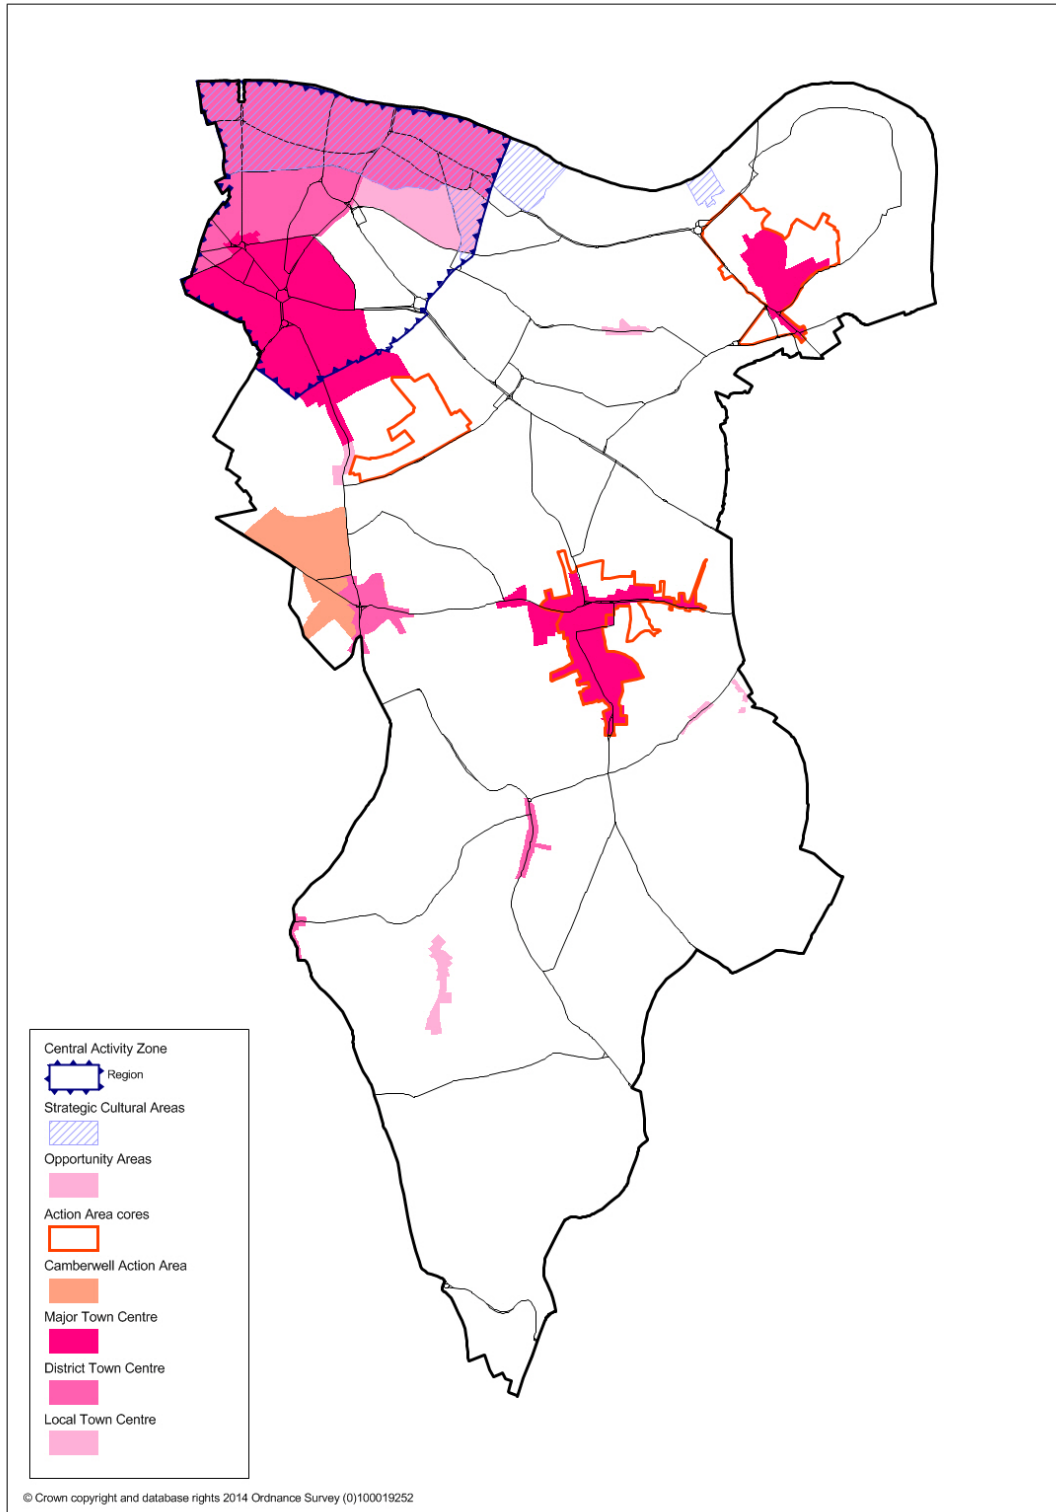 Central Activity Zone
Region
Strategic Cultural Areas
Opportunity Areas
Action Area cores
Camberwell Action Area
Major Town Centre
District Town Centre
Local Town Centre
© Crown copyright and database rights 2014 Ordnance Survey (0)100019252